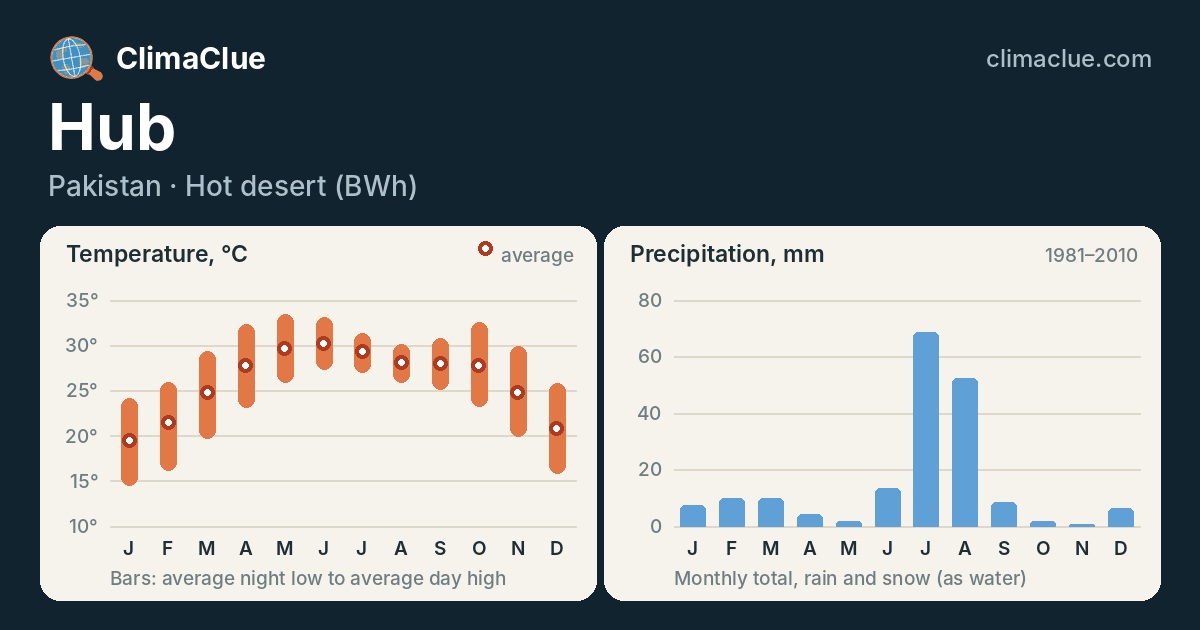 ClimaClue
climaclue.com
Hub
Pakistan · Hot desert (BWh)
Temperature, °C
average
35°
30°
25°
20°
15°
10°
J F M A M J J A S O N D
Bars: average night low to average day high
Precipitation, mm
1981–2010
80
60
40
20
0
J F M A M J J A S O N D
Monthly total, rain and snow (as water)